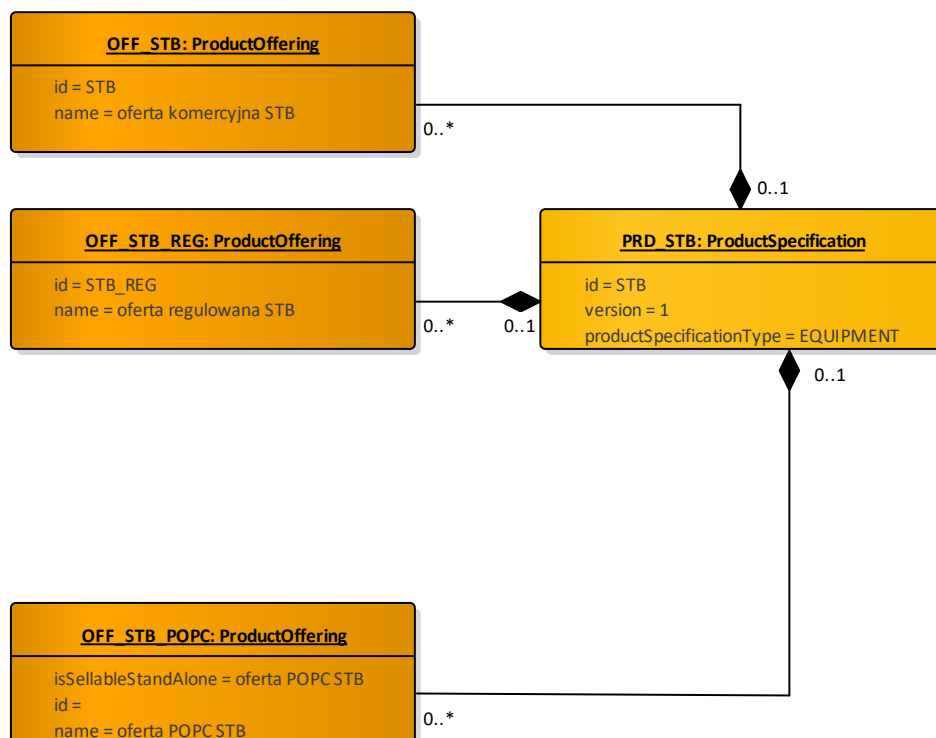 OFF_STB: ProductOffering
id = STB
name = oferta komercyjna STB
0..*
0..1
OFF_STB_REG: ProductOffering
id = STB_REG
name = oferta regulowana STB
0..*
0..1
PRD_STB: ProductSpecification
id = STB
version = 1
productSpecificationType = EQUIPMENT
0..1
OFF_STB_POPC: ProductOffering
isSellableStandAlone = oferta POPC STB
id =
name = oferta POPC STB
0..*